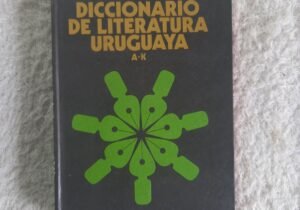 DICCIONARIO
DE LITERATURA
URUGUAYA
A-K